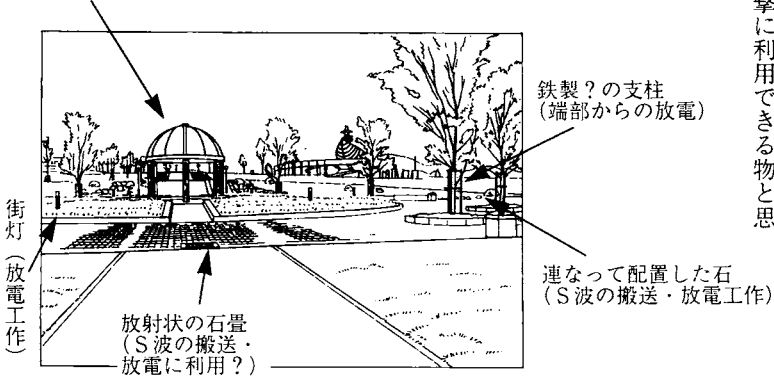 撃に利用できる物と思
鉄製？の支柱
（端部からの放電）
連なって配置した石
（Ｓ波の搬送・放電工作）
放射状の石畳
（Ｓ波の搬送・
放電に利用？）
街灯（放電工作）